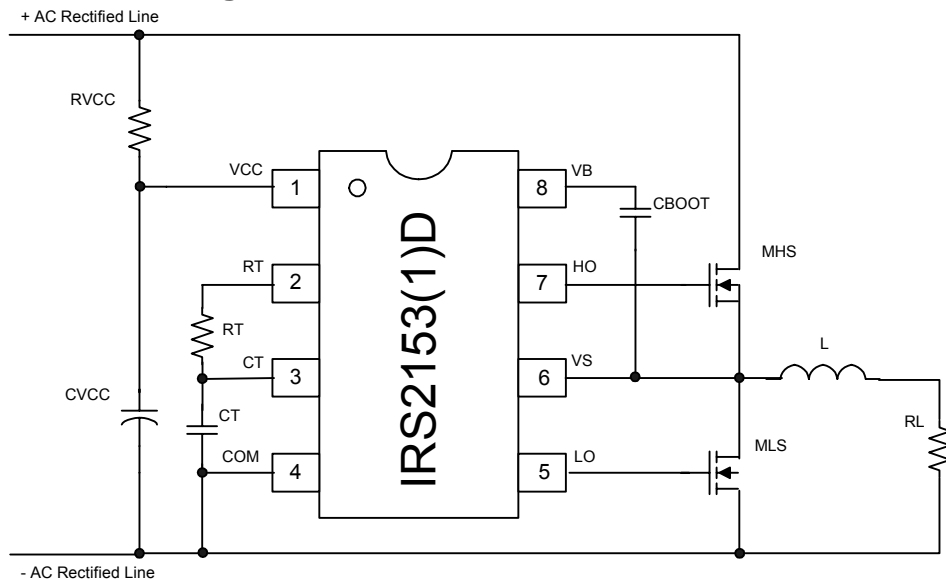 + AC Rectified Line
RVCC
VCC
1
8
VB
CBOOT
MHS
RT
2
7
HO
RT
IRS2153(1)D
L
CT
3
6
VS
CVCC
CT
RL
MLS
COM
4
5
LO
- AC Rectified Line